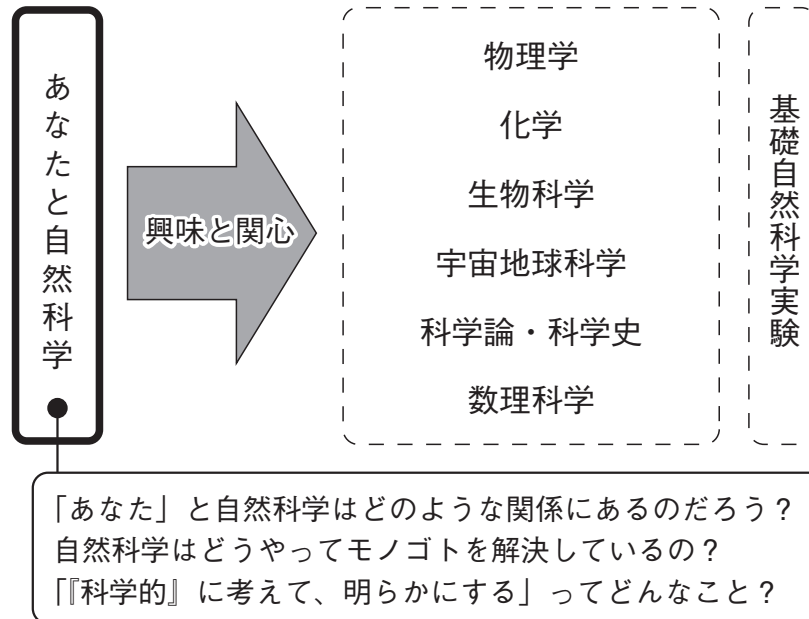 あなたと自然科学
興味と関心
物理学
化学
生物科学
宇宙地球科学
科学論・科学史
数理科学
基礎自然科学実験
「あなた」と自然科学はどのような関係にあるのだろう？
自然科学はどうやってモノゴトを解決しているの？
「『科学的』に考えて、明らかにする」ってどんなこと？